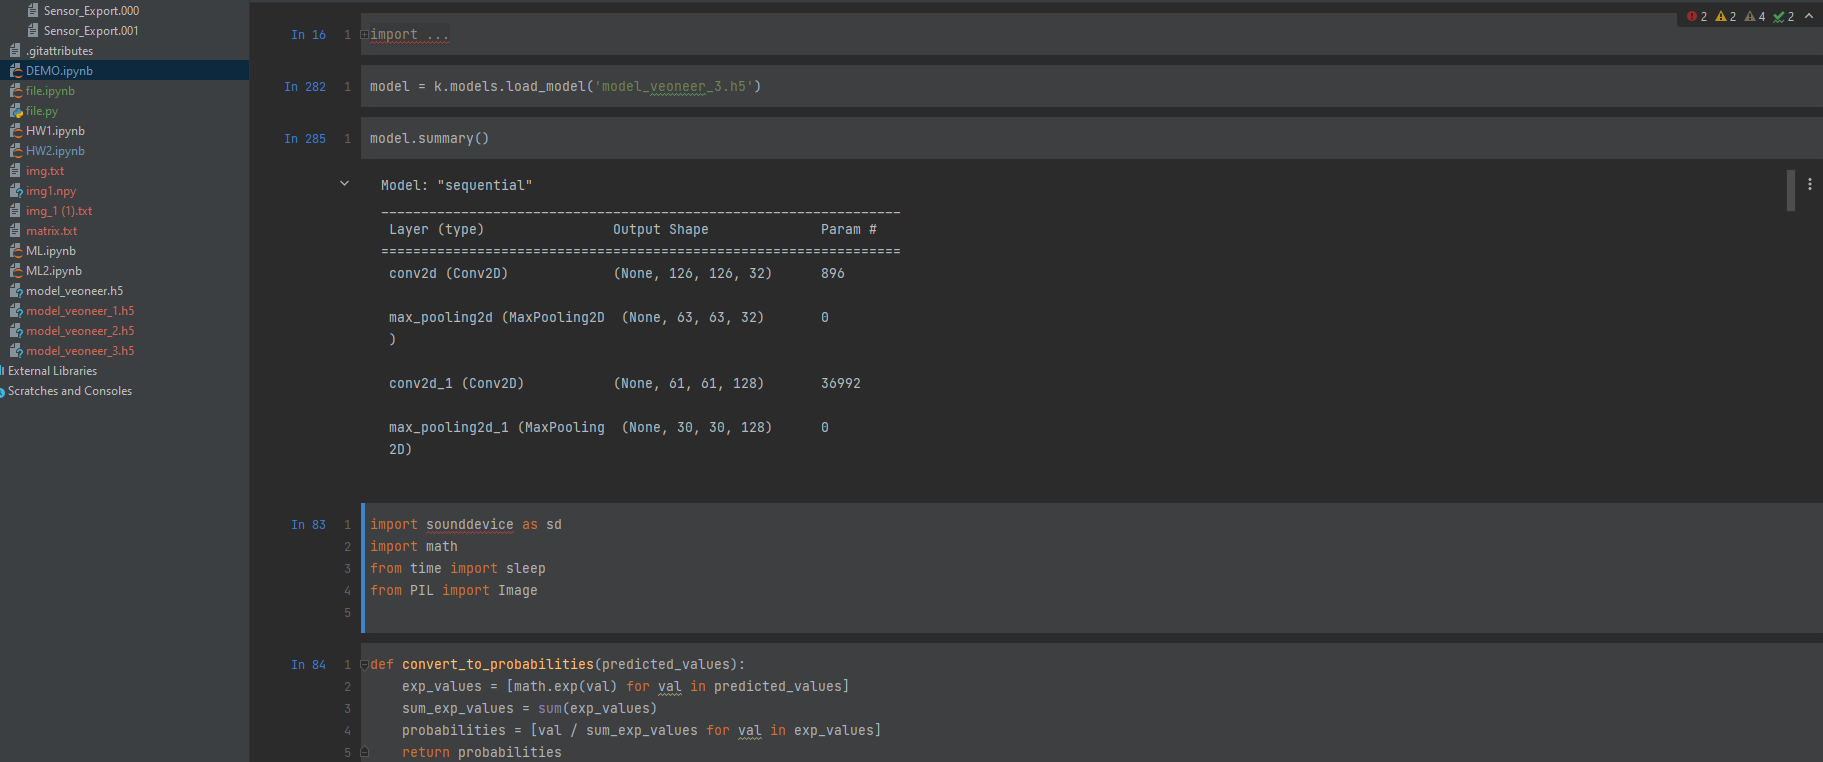 Sensor_Export.000
Sensor_Export.001
.gitattributes
DEMO.ipynb
file.ipynb
file.py
HW1.ipynb
HW2.ipynb
img.txt
img1.npy
img_1 (1).txt
matrix.txt
ML.ipynb
ML2.ipynb
model_veoneer.h5
model_veoneer_1.h5
model_veoneer_2.h5
model_veoneer_3.h5
External Libraries
Scratches and Consoles
2 2 4 2
In 16 1 import ...
In 282 1 model = k.models.load_model('model_veoneer_3.h5')
In 285 1 model.summary()
Model: "sequential"
_________________________________________________________________
Layer (type) Output Shape Param #
=================================================================
conv2d (Conv2D) (None, 126, 126, 32) 896
max_pooling2d (MaxPooling2D (None, 63, 63, 32) 0
)
conv2d_1 (Conv2D) (None, 61, 61, 128) 36992
max_pooling2d_1 (MaxPooling (None, 30, 30, 128) 0
2D)
In 83 1 import sounddevice as sd
2 import math
3 from time import sleep
4 from PIL import Image
5
In 84 1 def convert_to_probabilities(predicted_values):
2 exp_values = [math.exp(val) for val in predicted_values]
3 sum_exp_values = sum(exp_values)
4 probabilities = [val / sum_exp_values for val in exp_values]
5 return probabilities